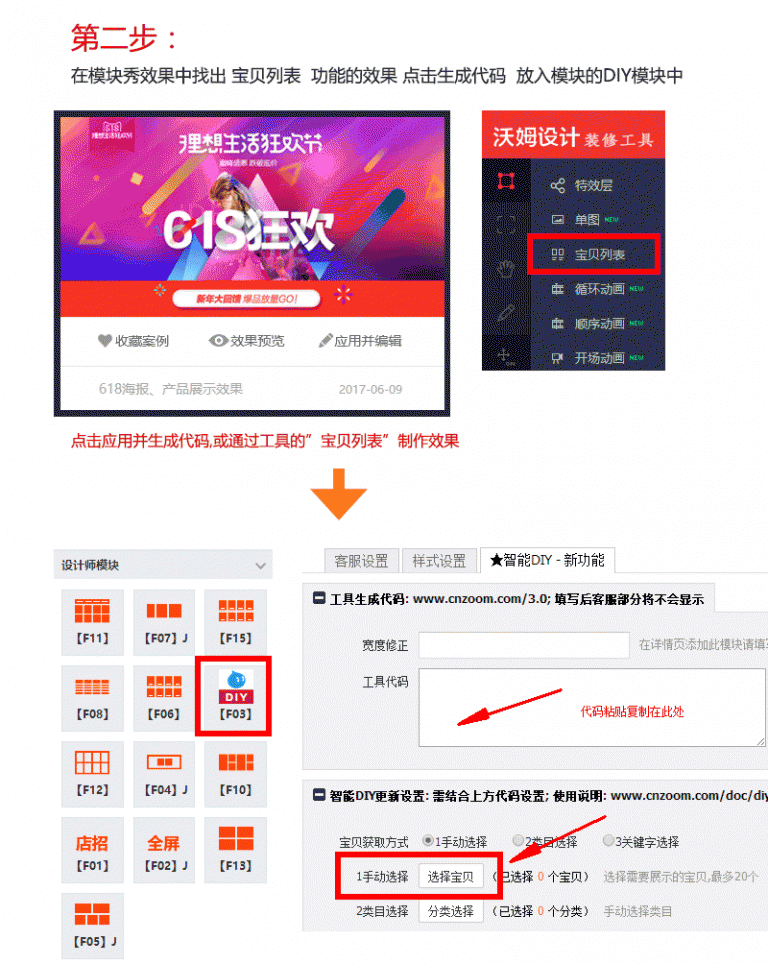 第二步：
在模块秀效果中找出 宝贝列表 功能的效果 点击生成代码 放入模块的DIY模块中
618
理想生活狂欢节
理想生活狂欢节
618狂欢
新年大回馈 爆品放量GO!
收藏案例 效果预览 应用并编辑
618海报、产品展示效果 2017-06-09
沃姆设计 装修工具
特效层
单图 NEW
宝贝列表
循环动画 NEW
顺序动画 NEW
开场动画 NEW
点击应用并生成代码,或通过工具的”宝贝列表”制作效果
设计师模块
【F11】 【F07】J 【F15】
【F08】 【F06】 DIY 【F03】
【F12】 【F04】J 【F10】
店招 全屏
【F01】 【F02】J 【F13】
【F05】J
客服设置 样式设置 ★智能DIY - 新功能
工具生成代码: www.cnzoom.com/3.0; 填写后客服部分将不会显示
宽度修正 在详情页添加此模块请填
工具代码
代码粘贴复制在此处
智能DIY更新设置: 需结合上方代码设置; 使用说明: www.cnzoom.com/doc/diy
宝贝获取方式 1手动选择 2类目选择 3关键字选择
1手动选择 选择宝贝 (已选择 0 个宝贝) 选择需要展示的宝贝,最多20个
2类目选择 分类选择 (已选择 0 个分类) 手动选择类目